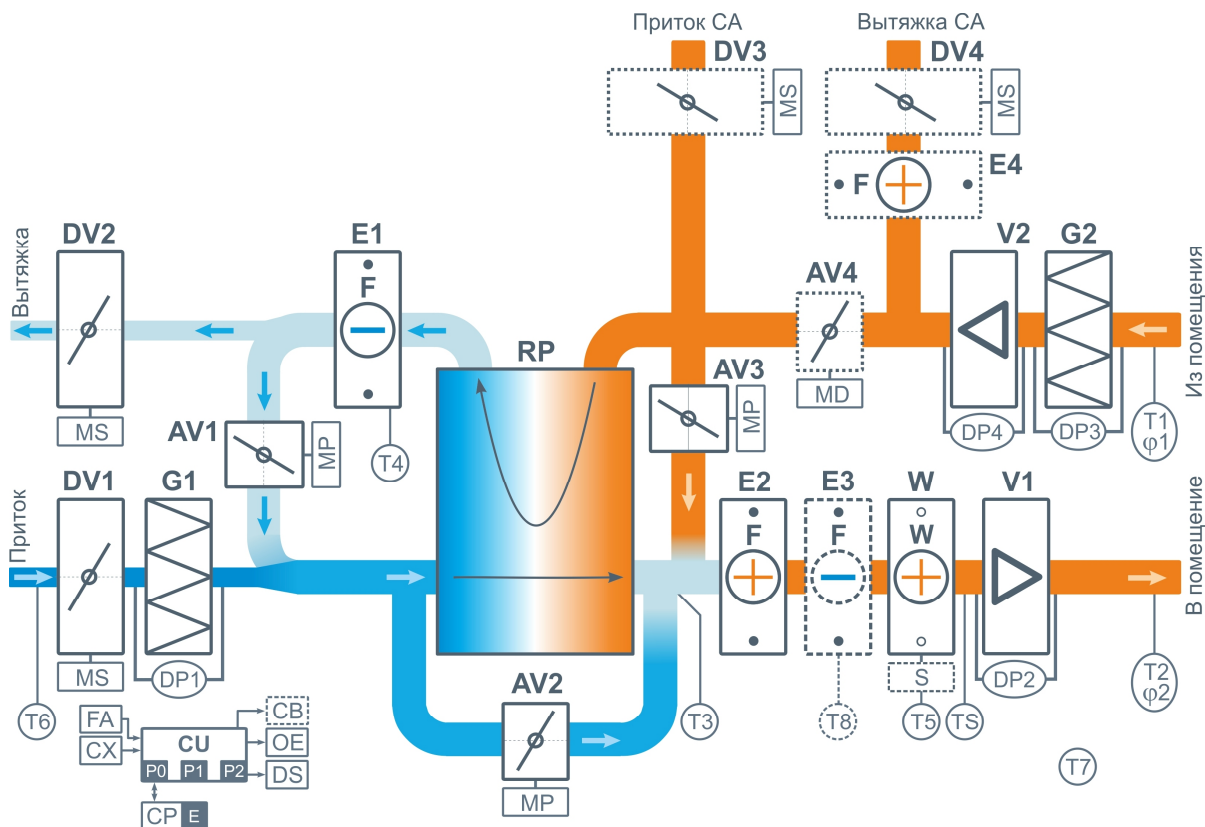 Приток СА
Вытяжка СА
DV3
DV4
MS
MS
F
E4
DV2
E1
V2
G2
Вытяжка
F
AV4
Из помещения
RP
AV3
MP
MD
DP4
DP3
T1
φ1
MS
AV1
MP
T4
DV1
G1
E2
E3
W
V1
Приток
F
F
W
В помещение
MS
DP1
S
DP2
T2
φ2
AV2
T6
T3
T8
T5
TS
FA
CB
CX
CU
OE
P0
P1
P2
DS
T7
CP
E
MP